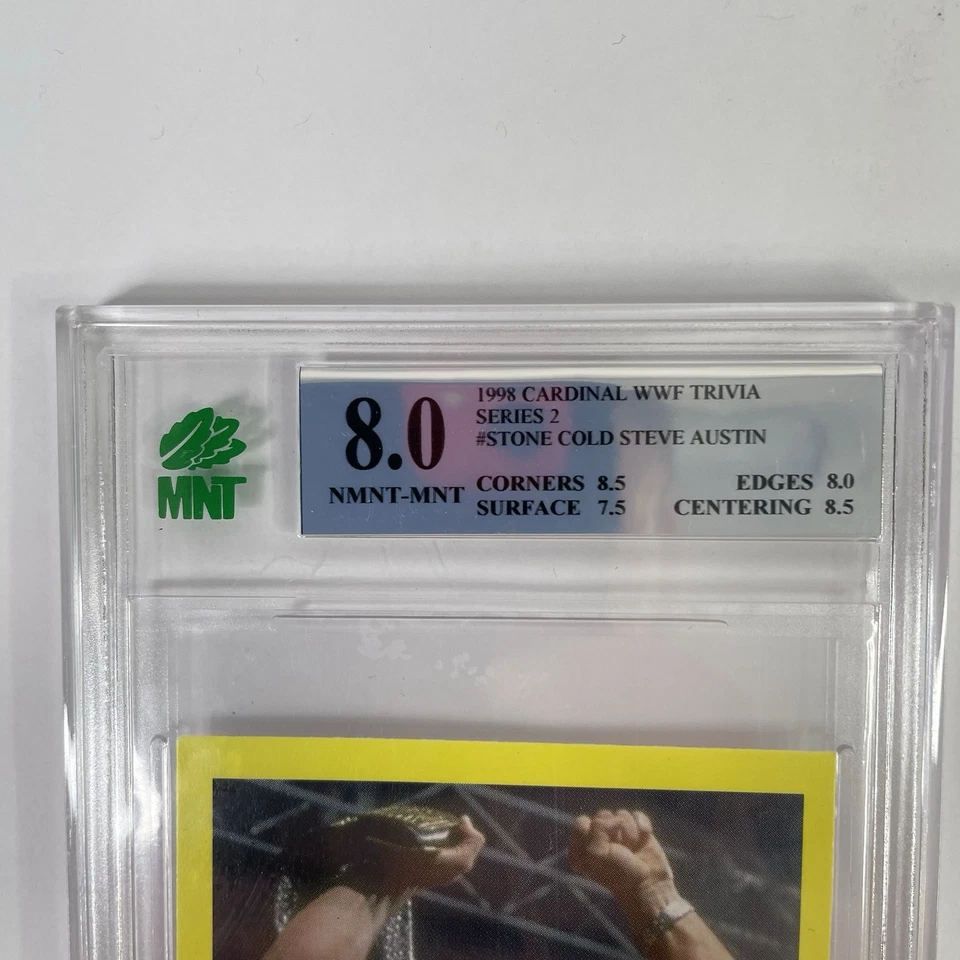 MNT
8.0
NMNT-MNT
1998 CARDINAL WWF TRIVIA
SERIES 2
#STONE COLD STEVE AUSTIN
CORNERS 8.5 EDGES 8.0
SURFACE 7.5 CENTERING 8.5